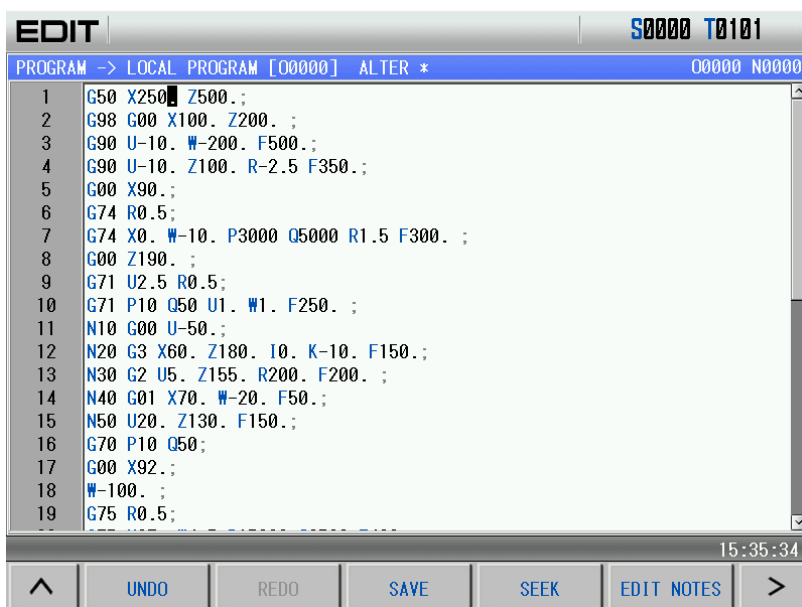 EDIT S0000 T0101
PROGRAM -> LOCAL PROGRAM [O0000] ALTER * O0000 N0000
1 G50 X250. Z500.;
2 G98 G00 X100. Z200. ;
3 G90 U-10. W-200. F500.;
4 G90 U-10. Z100. R-2.5 F350.;
5 G00 X90.;
6 G74 R0.5;
7 G74 X0. W-10. P3000 Q5000 R1.5 F300. ;
8 G00 Z190. ;
9 G71 U2.5 R0.5;
10 G71 P10 Q50 U1. W1. F250. ;
11 N10 G00 U-50.;
12 N20 G3 X60. Z180. I0. K-10. F150.;
13 N30 G2 U5. Z155. R200. F200. ;
14 N40 G01 X70. W-20. F50.;
15 N50 U20. Z130. F150.;
16 G70 P10 Q50;
17 G00 X92.;
18 W-100. ;
19 G75 R0.5;
15:35:34
UNDO REDO SAVE SEEK EDIT NOTES >